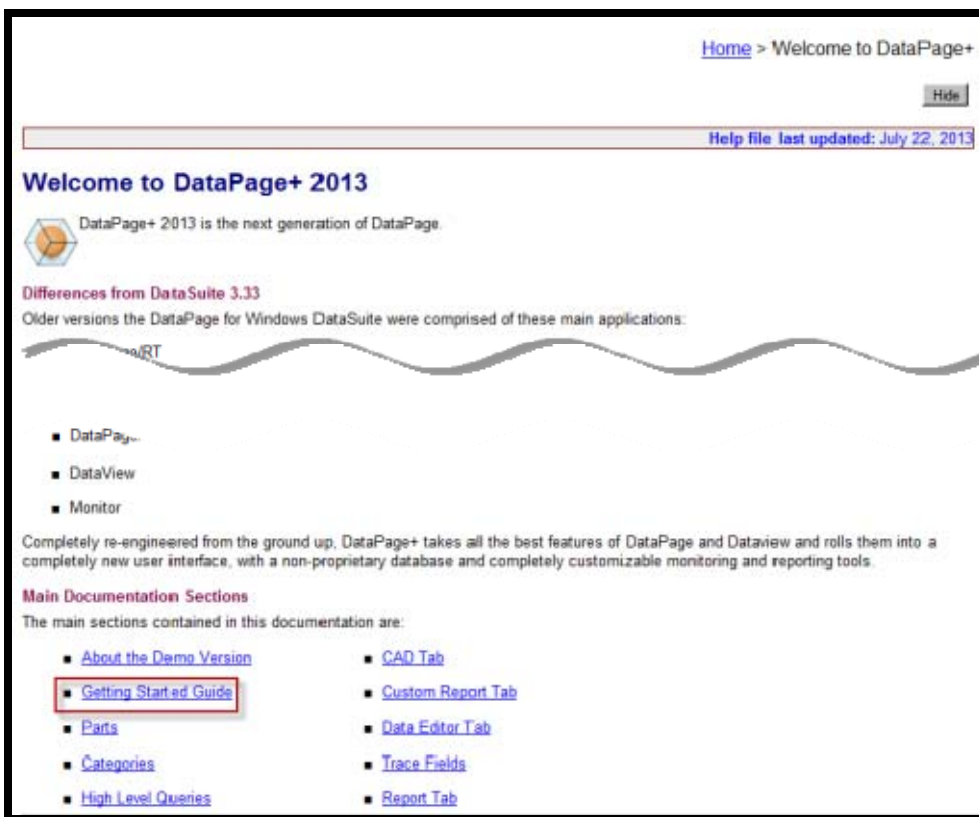 Home > Welcome to DataPage+
Hide
Help file last updated: July 22, 2013
Welcome to DataPage+ 2013
DataPage+ 2013 is the next generation of DataPage.
Differences from DataSuite 3.33
Older versions the DataPage for Windows DataSuite were comprised of these main applications:
/RT
■ DataPag
■ DataView
■ Monitor
Completely re-engineered from the ground up, DataPage+ takes all the best features of DataPage and Dataview and rolls them into a
completely new user interface, with a non-proprietary database and completely customizable monitoring and reporting tools.
Main Documentation Sections
The main sections contained in this documentation are:
■ About the Demo Version
■ Getting Started Guide
■ Parts
■ Categories
■ High Level Queries
■ CAD Tab
■ Custom Report Tab
■ Data Editor Tab
■ Trace Fields
■ Report Tab